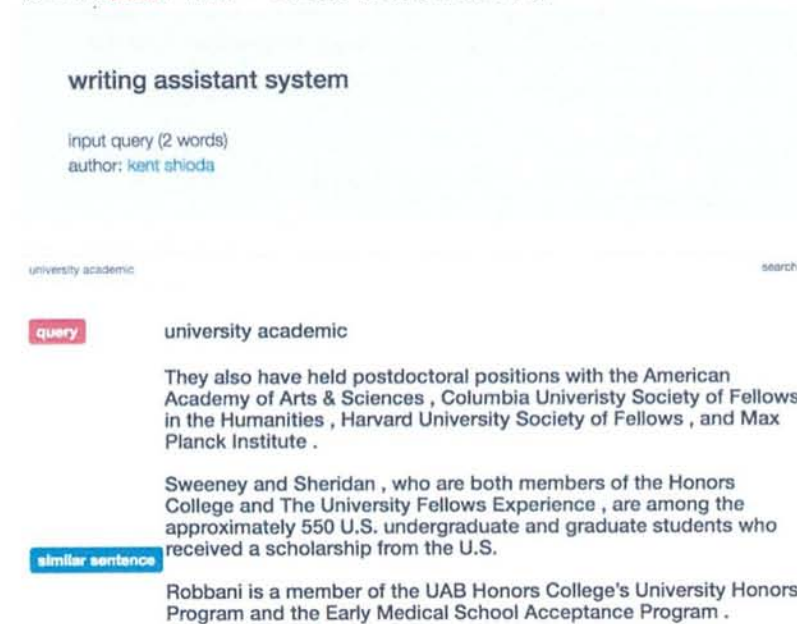 writing assistant system
input query (2 words)
author: kent shioda
university academic
search
query
university academic
They also have held postdoctoral positions with the American
Academy of Arts & Sciences , Columbia Univeristy Society of Fellows
in the Humanities , Harvard University Society of Fellows , and Max
Planck Institute .
Sweeney and Sheridan , who are both members of the Honors
College and The University Fellows Experience , are among the
approximately 550 U.S. undergraduate and graduate students who
received a scholarship from the U.S.
similar sentence
Robbani is a member of the UAB Honors College's University Honors
Program and the Early Medical School Acceptance Program .